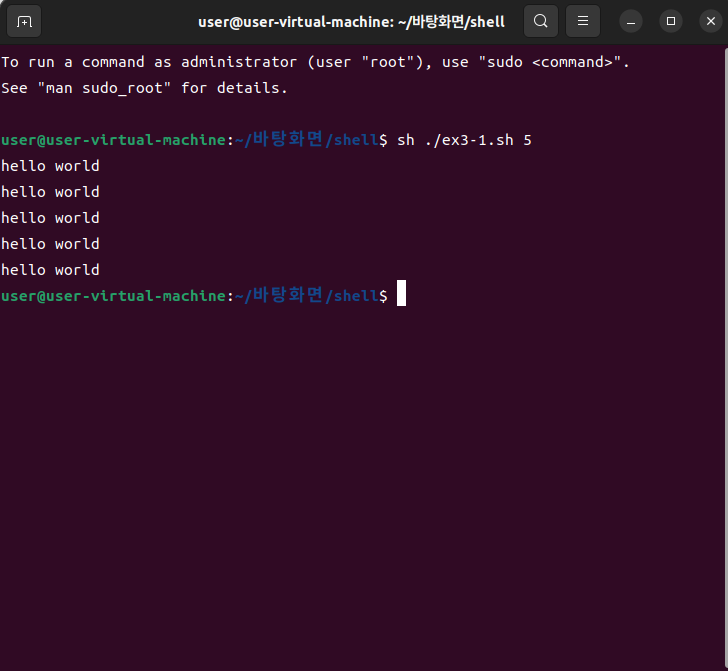 user@user-virtual-machine: ~/바탕화면/shell
To run a command as administrator (user "root"), use "sudo <command>".
See "man sudo_root" for details.
user@user-virtual-machine:~/바탕화면/shell$ sh ./ex3-1.sh 5
hello world
hello world
hello world
hello world
hello world
user@user-virtual-machine:~/바탕화면/shell$